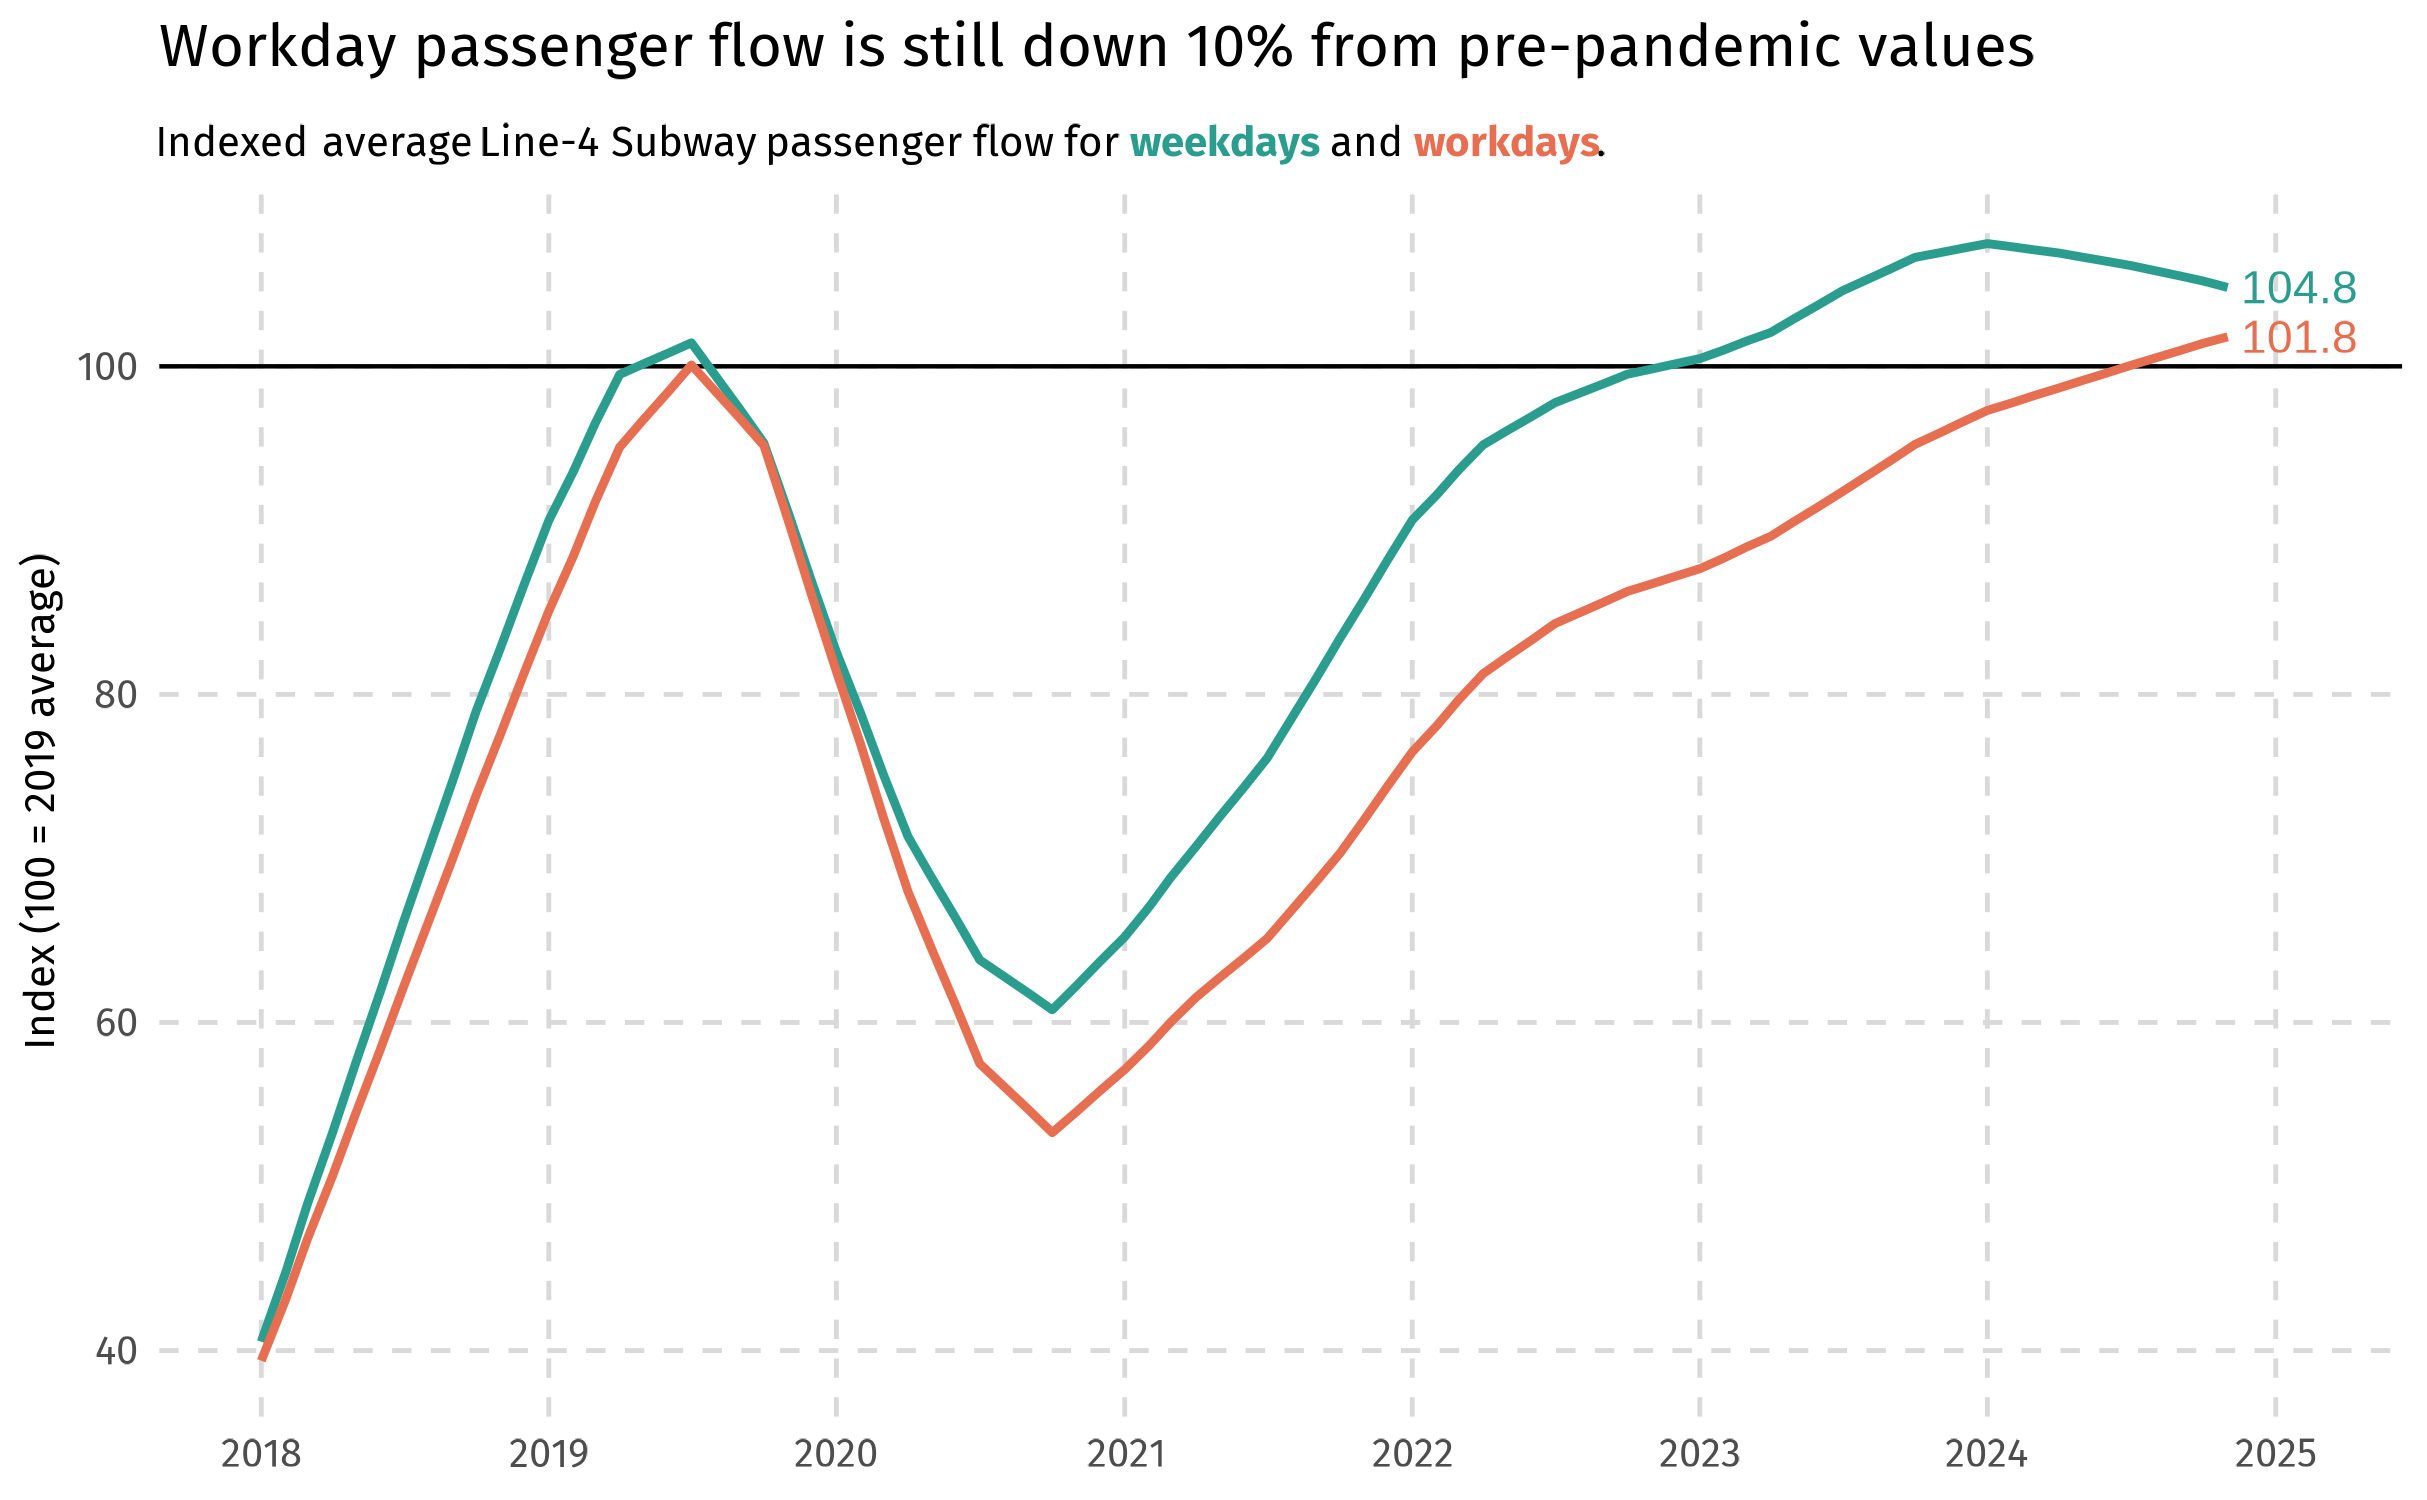 Workday passenger flow is still down 10% from pre-pandemic values
Indexed average Line-4 Subway passenger flow for weekdays and workdays.
Index (100 = 2019 average)
100
80
60
40
104.8
101.8
2018 2019 2020 2021 2022 2023 2024 2025